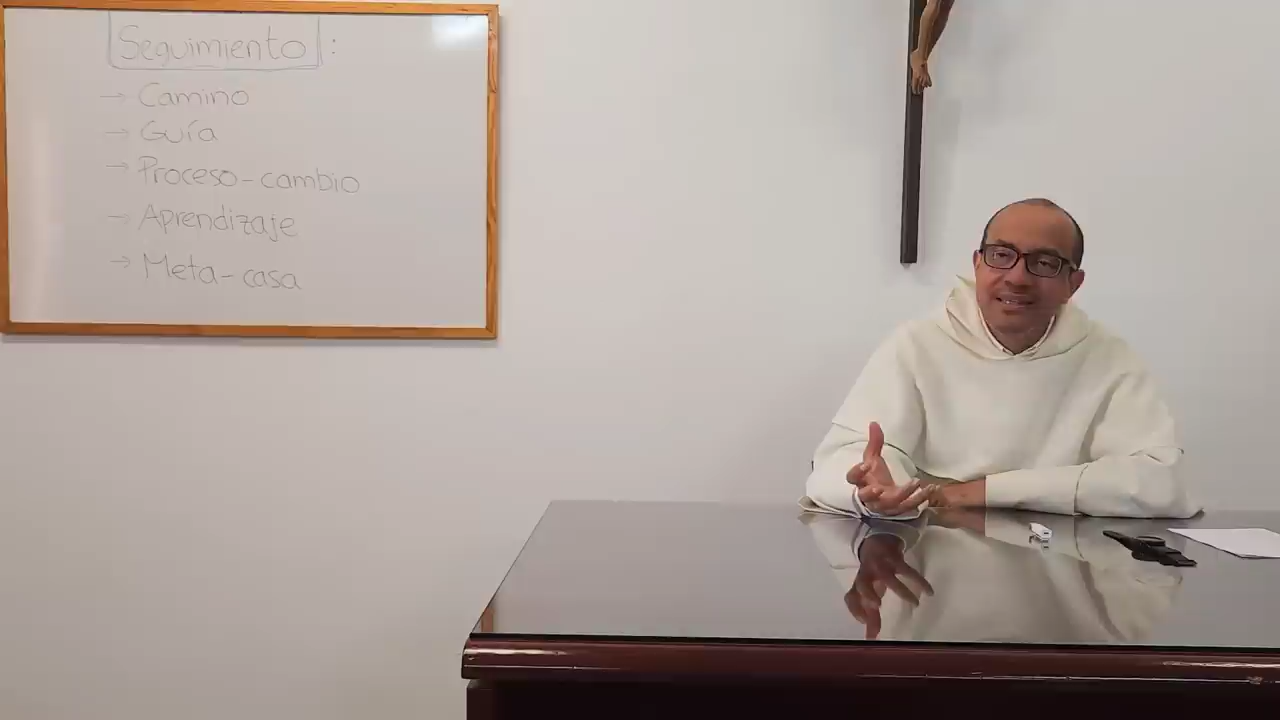 Seguimiento:
→ Camino
→ Guía
→ Proceso-cambio
→ Aprendizaje
→ Meta-casa